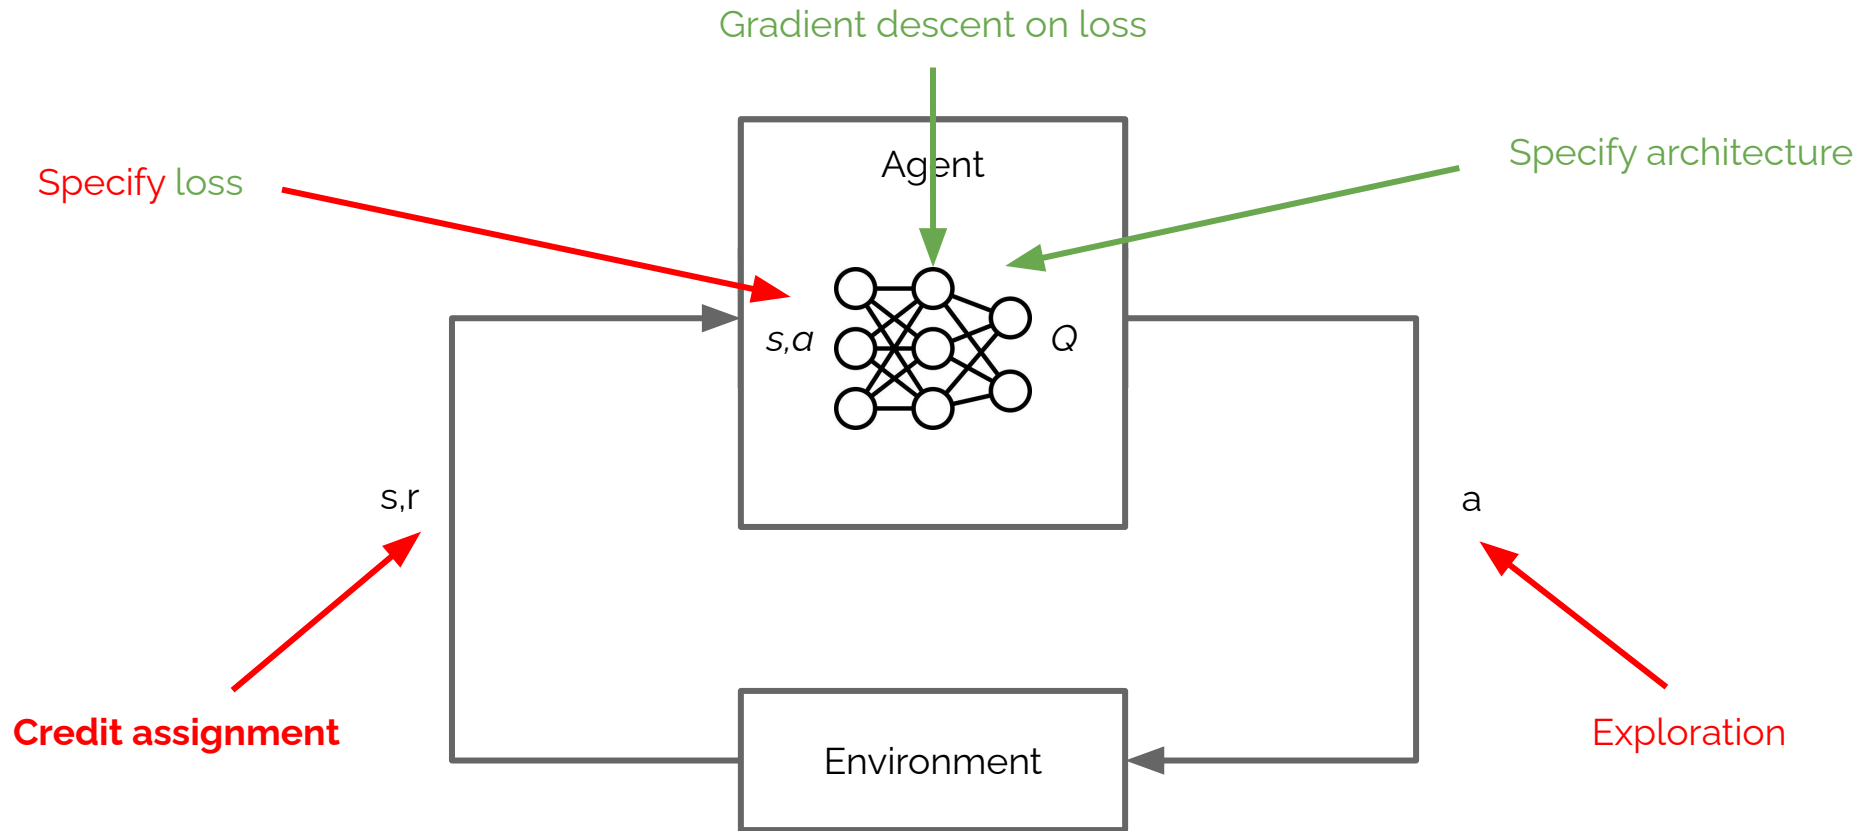 Gradient descent on loss
Agent
Specify architecture
Specify loss
s,a
Q
s,r
a
Credit assignment
Exploration
Environment